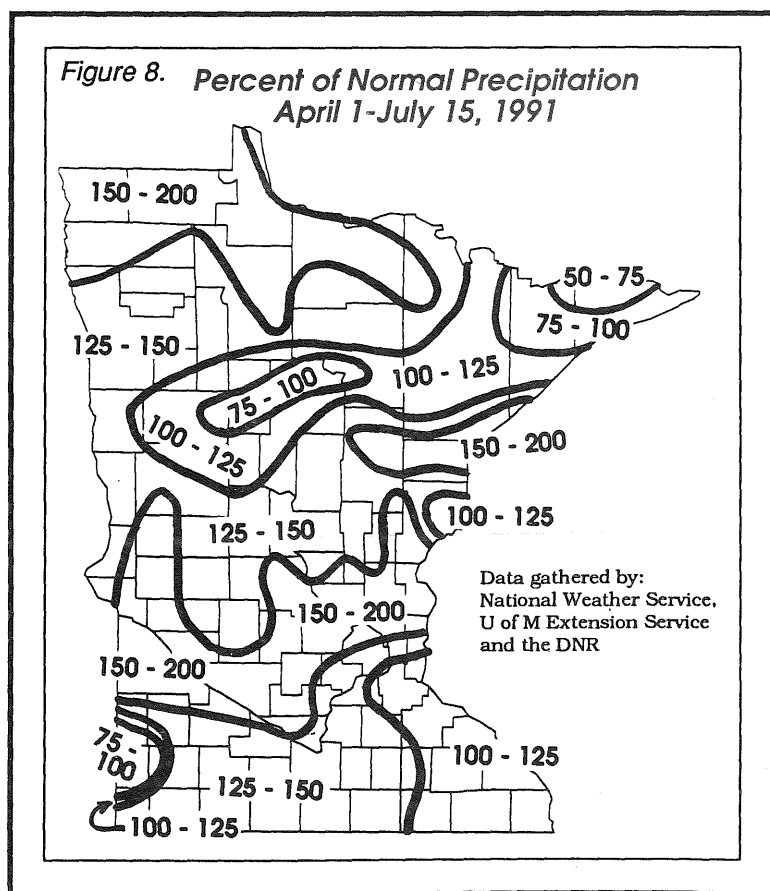 Figure 8.
Percent of Normal Precipitation
April 1-July 15, 1991
150 - 200
50 - 75
75 - 100
125 - 150
100 - 125
75 - 100
100 - 125
150 - 200
100 - 125
125 - 150
Data gathered by:
National Weather Service,
U of M Extension Service
and the DNR
150 - 200
150 - 200
75 -
100
100 - 125
125 - 150
100 - 125